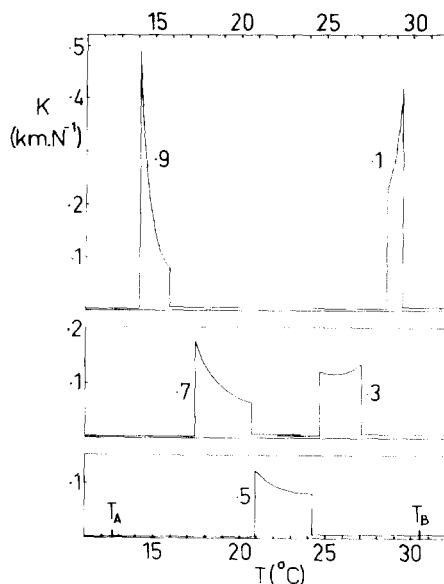 15 20 25 30
.5
K .4
(km.N⁻¹)
.9 .1
.2
.1
.2
.1
.7 .3
.1
.5
T_A T_B
15 20 25 30
T(°C)